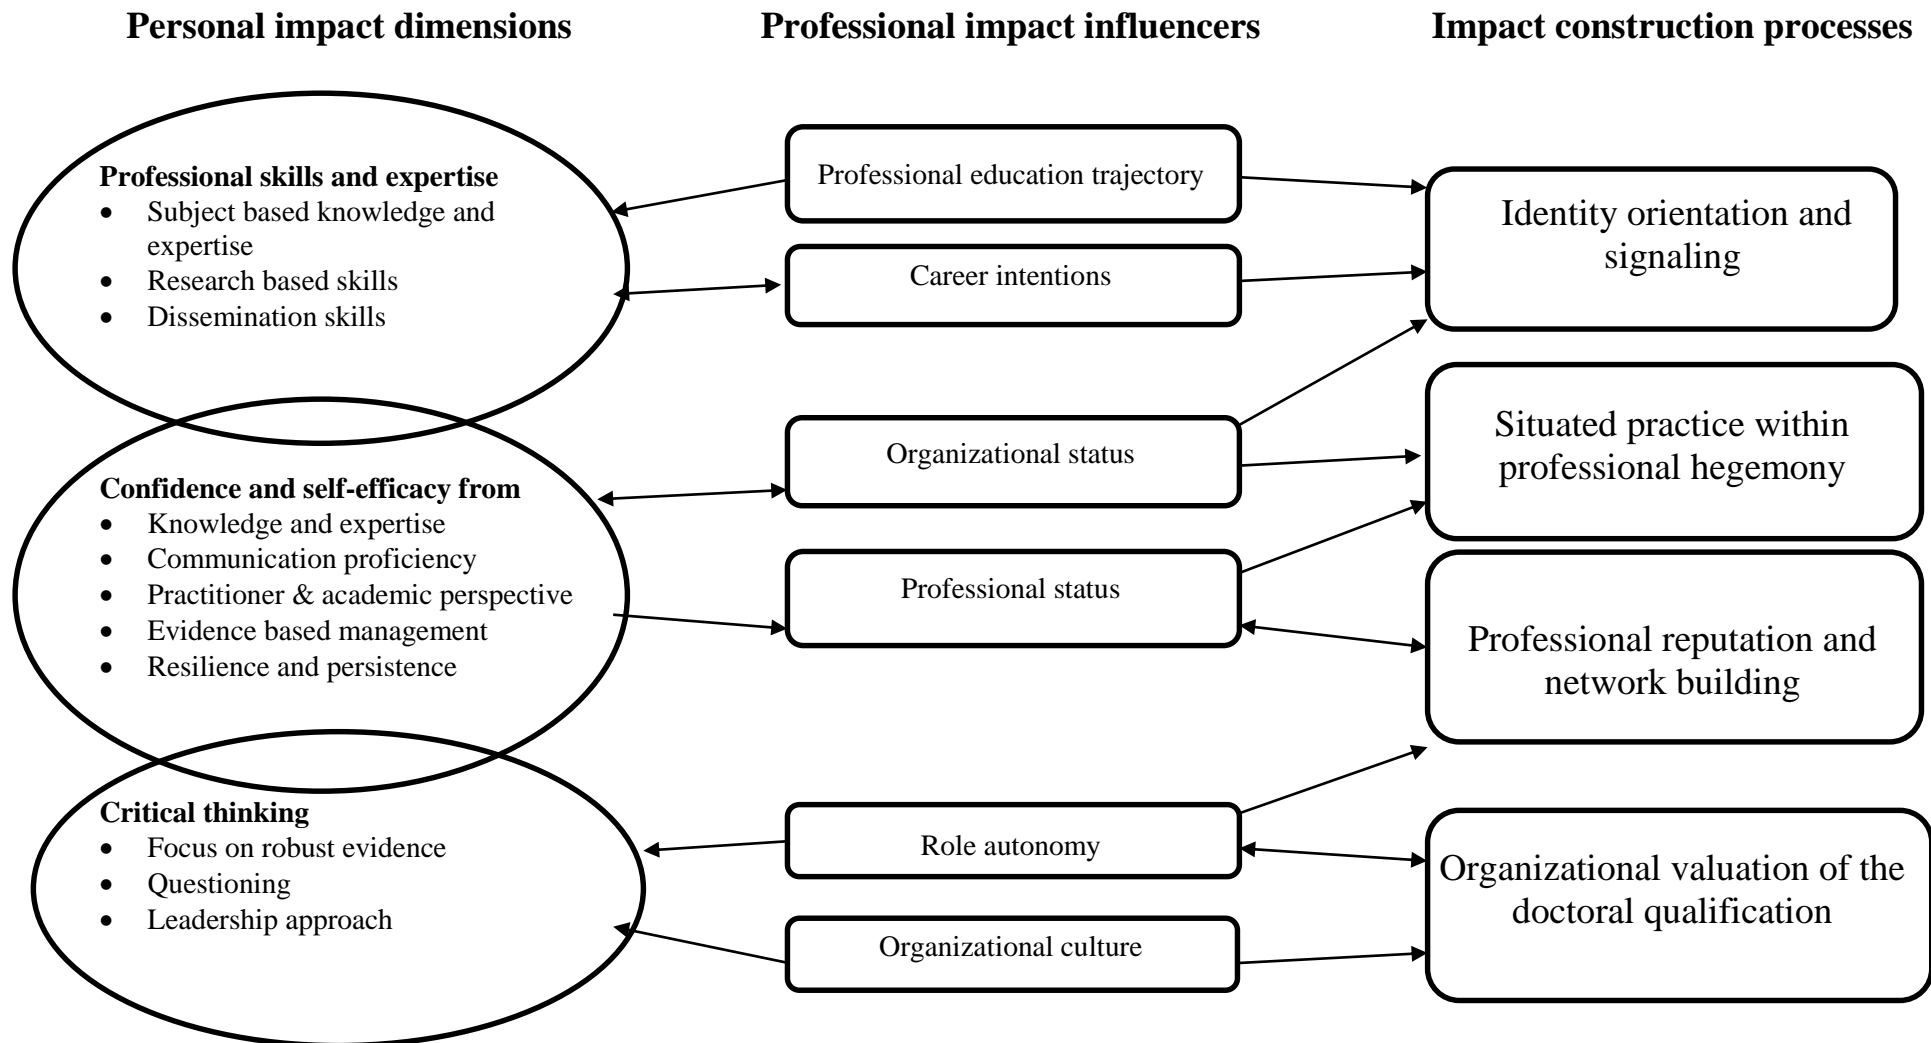 Personal impact dimensions
Professional impact influencers
Impact construction processes
Professional skills and expertise
• Subject based knowledge and
expertise
• Research based skills
• Dissemination skills
Confidence and self-efficacy from
• Knowledge and expertise
• Communication proficiency
• Practitioner & academic perspective
• Evidence based management
• Resilience and persistence
Critical thinking
• Focus on robust evidence
• Questioning
• Leadership approach
Professional education trajectory
Career intentions
Organizational status
Professional status
Role autonomy
Organizational culture
Identity orientation and
signaling
Situated practice within
professional hegemony
Professional reputation and
network building
Organizational valuation of the
doctoral qualification